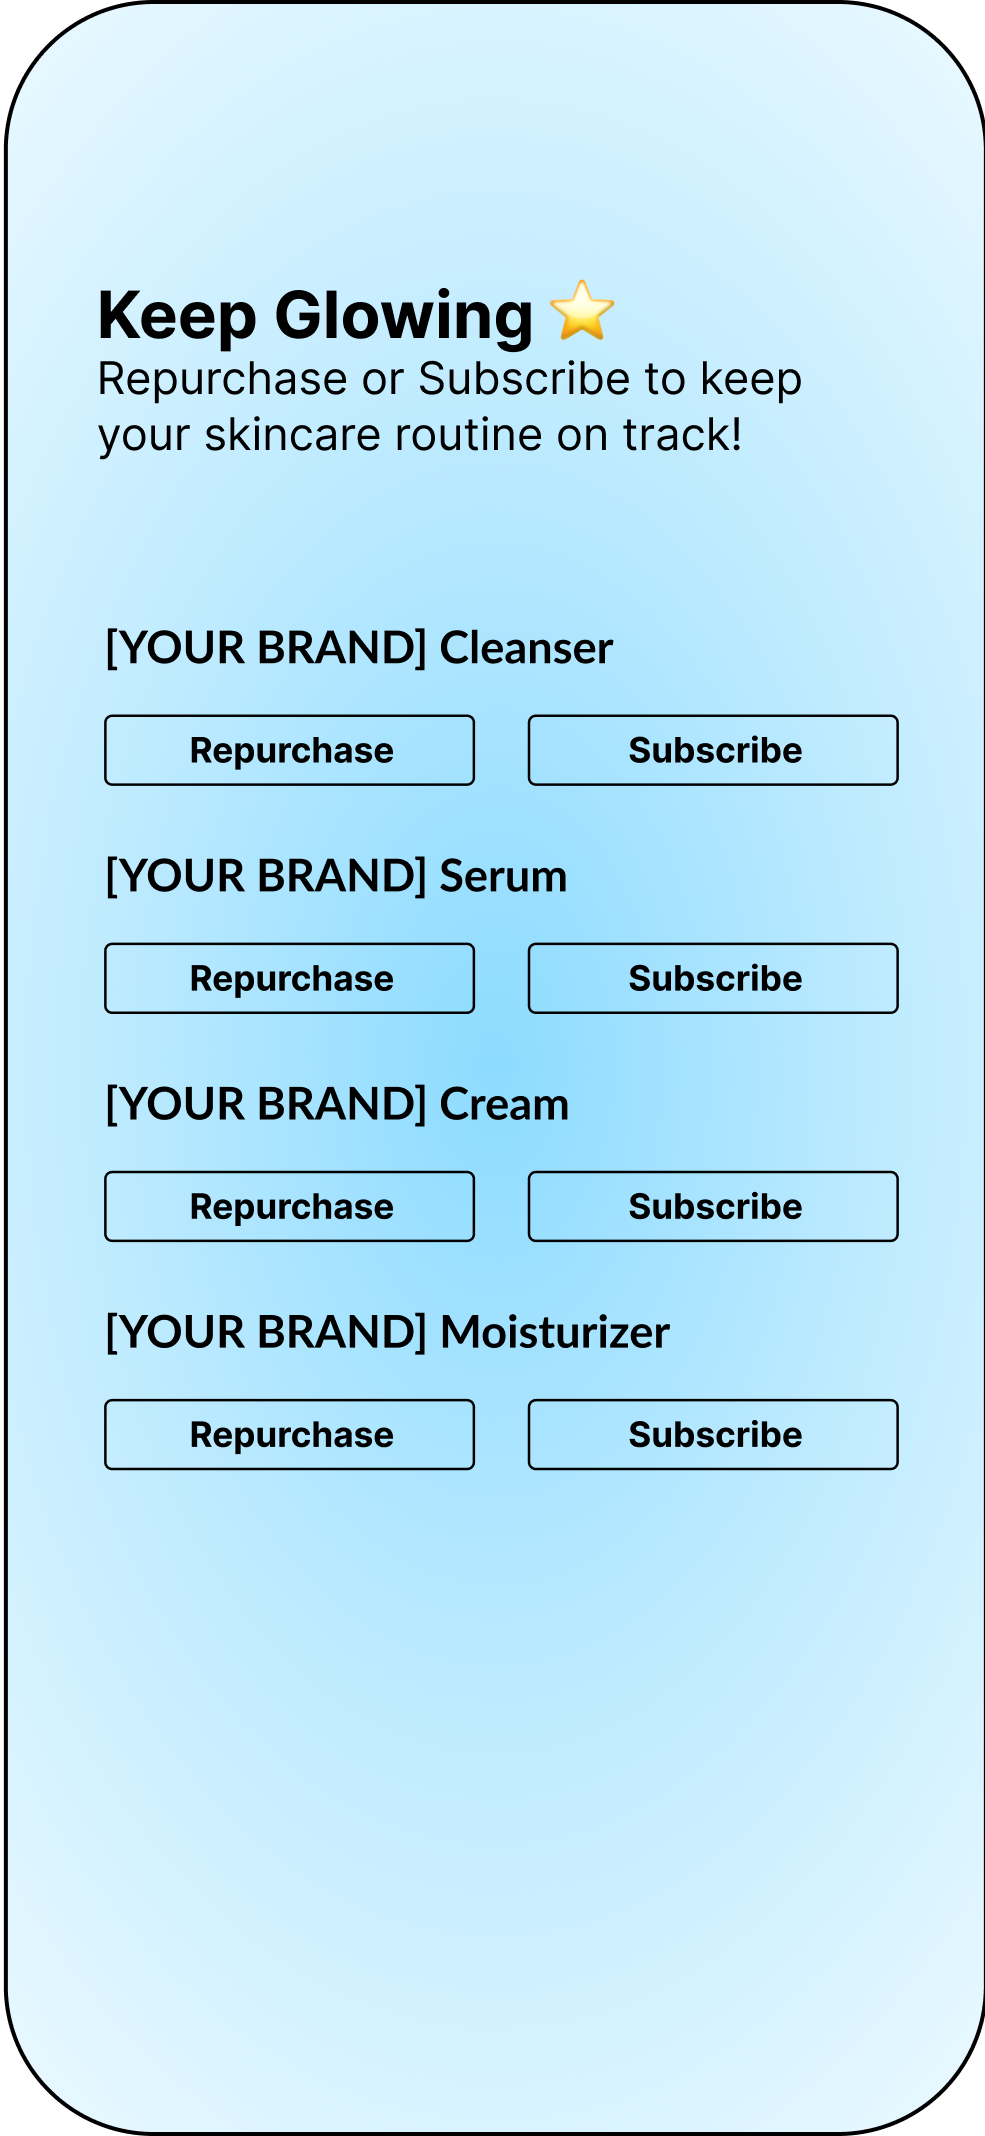 Keep Glowing ⭐
Repurchase or Subscribe to keep
your skincare routine on track!
[YOUR BRAND] Cleanser
Repurchase Subscribe
[YOUR BRAND] Serum
Repurchase Subscribe
[YOUR BRAND] Cream
Repurchase Subscribe
[YOUR BRAND] Moisturizer
Repurchase Subscribe